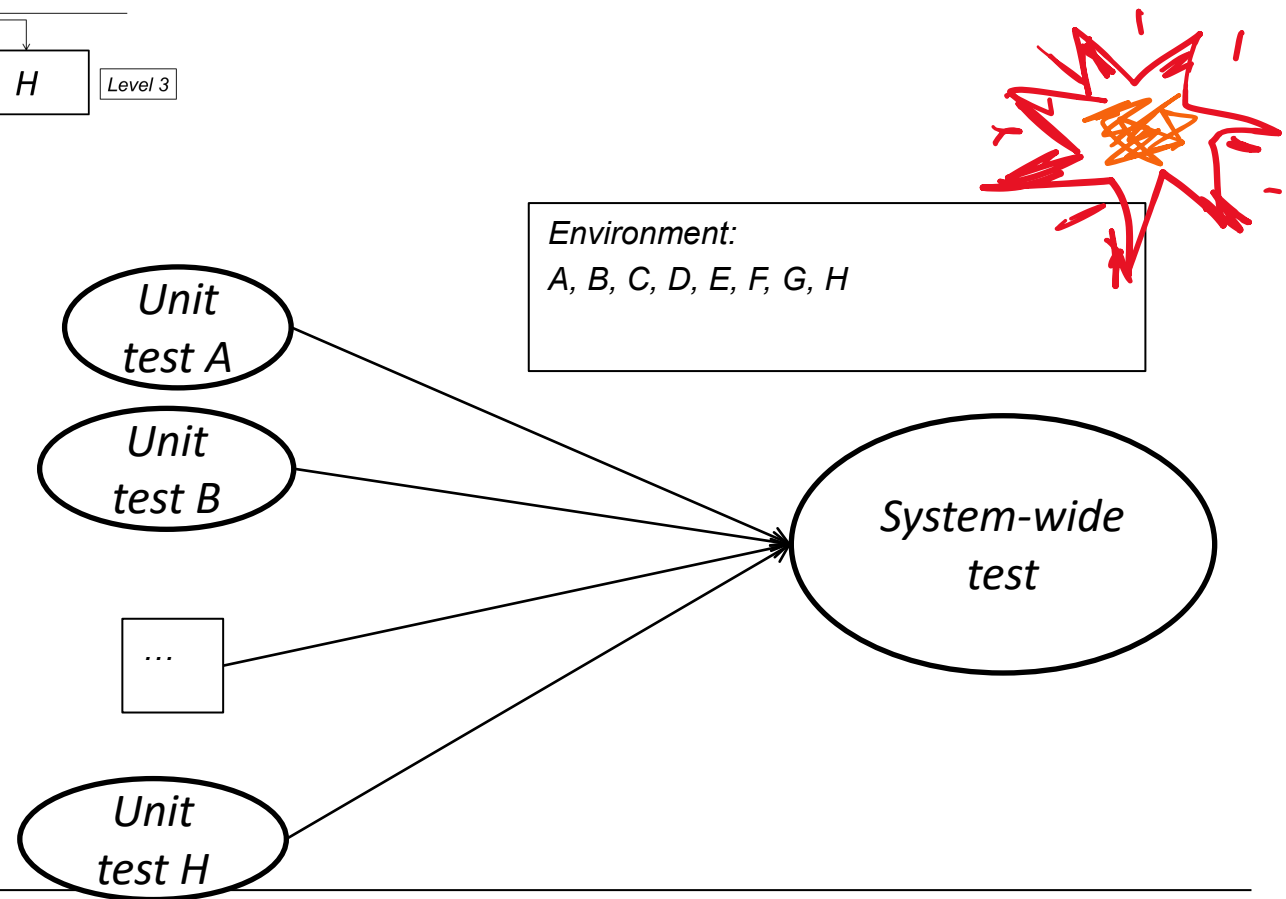 H
Level 3
Environment:
A, B, C, D, E, F, G, H
Unit
test A
Unit
test B
System-wide
test
...
Unit
test H